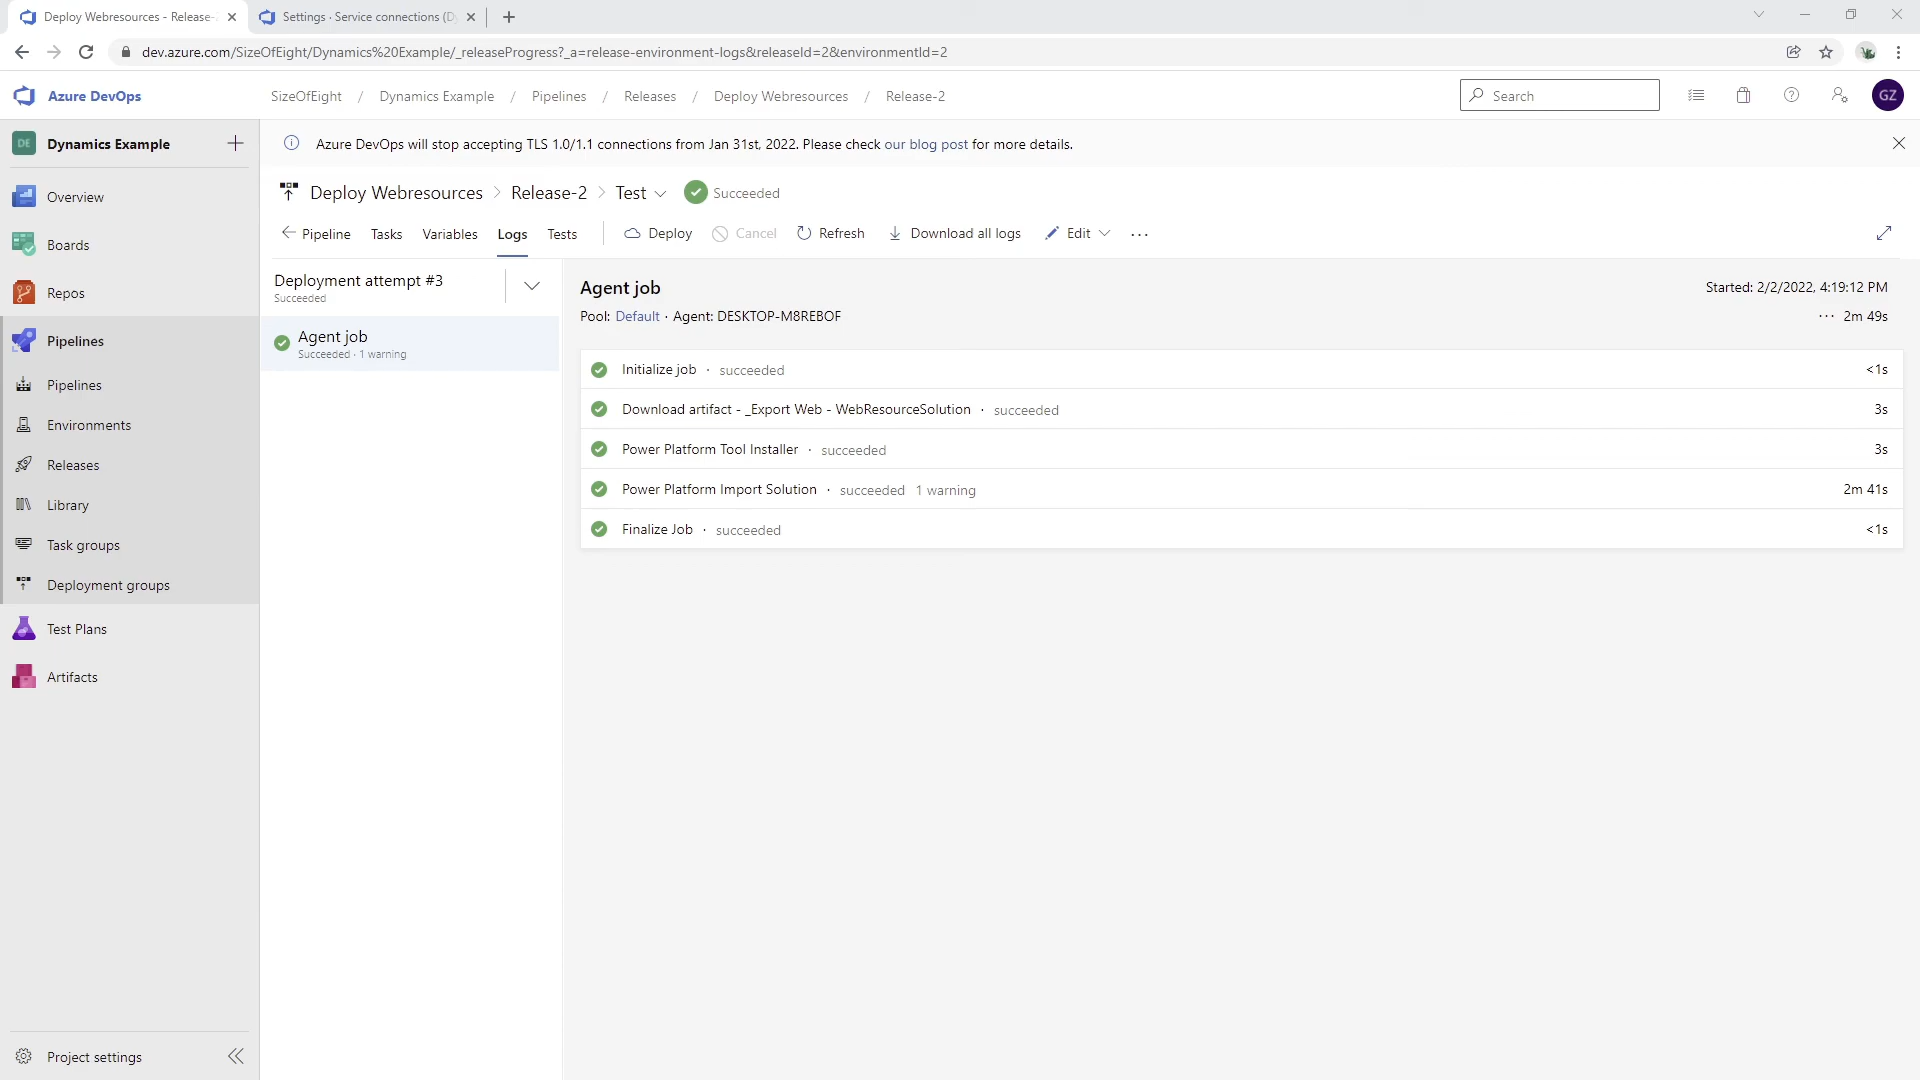 Deploy Webresources - Release-
Settings · Service connections (D
dev.azure.com/SizeOfEight/Dynamics%20Example/_releaseProgress?_a=release-environment-logs&releaseId=2&environmentId=2
Azure DevOps
SizeOfEight / Dynamics Example / Pipelines / Releases / Deploy Webresources / Release-2
Search
GZ
DE Dynamics Example
Azure DevOps will stop accepting TLS 1.0/1.1 connections from Jan 31st, 2022. Please check our blog post for more details.
Overview
Boards
Repos
Pipelines
Pipelines
Environments
Releases
Library
Task groups
Deployment groups
Test Plans
Artifacts
Project settings
Deploy Webresources > Release-2 > Test Succeeded
Pipeline Tasks Variables Logs Tests Deploy Cancel Refresh Download all logs Edit ...
Deployment attempt #3
Succeeded
Agent job
Succeeded · 1 warning
Agent job
Started: 2/2/2022, 4:19:12 PM
Pool: Default · Agent: DESKTOP-M8REBOF
... 2m 49s
Initialize job · succeeded <1s
Download artifact - _Export Web - WebResourceSolution · succeeded 3s
Power Platform Tool Installer · succeeded 3s
Power Platform Import Solution · succeeded 1 warning 2m 41s
Finalize Job · succeeded <1s